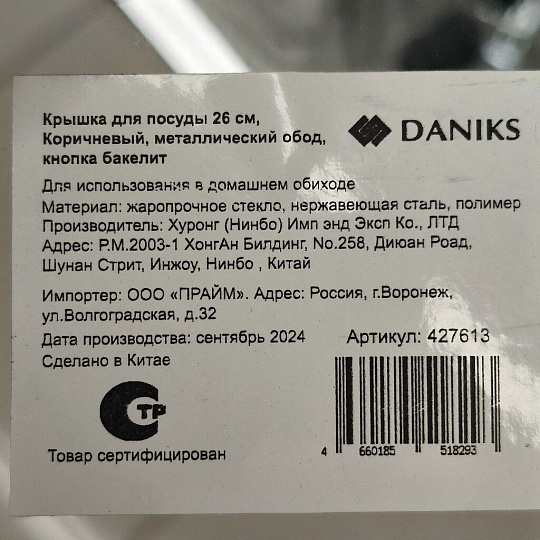 Крышка для посуды 26 см,
Коричневый, металлический обод,
кнопка бакелит
DANIKS
Для использования в домашнем обиходе
Материал: жаропрочное стекло, нержавеющая сталь, полимер
Производитель: Хуронг (Нинбо) Имп энд Эксп Ко., ЛТД
Адрес: Р.М.2003-1 ХонгАн Билдинг, No.258, Диюан Роад,
Шунан Стрит, Инжоу, Нинбо , Китай
Импортер: ООО «ПРАЙМ». Адрес: Россия, г.Воронеж,
ул.Волгоградская, д.32
Дата производства: сентябрь 2024
Артикул: 427613
Сделано в Китае
СТР
Товар сертифицирован
4 660185 518293